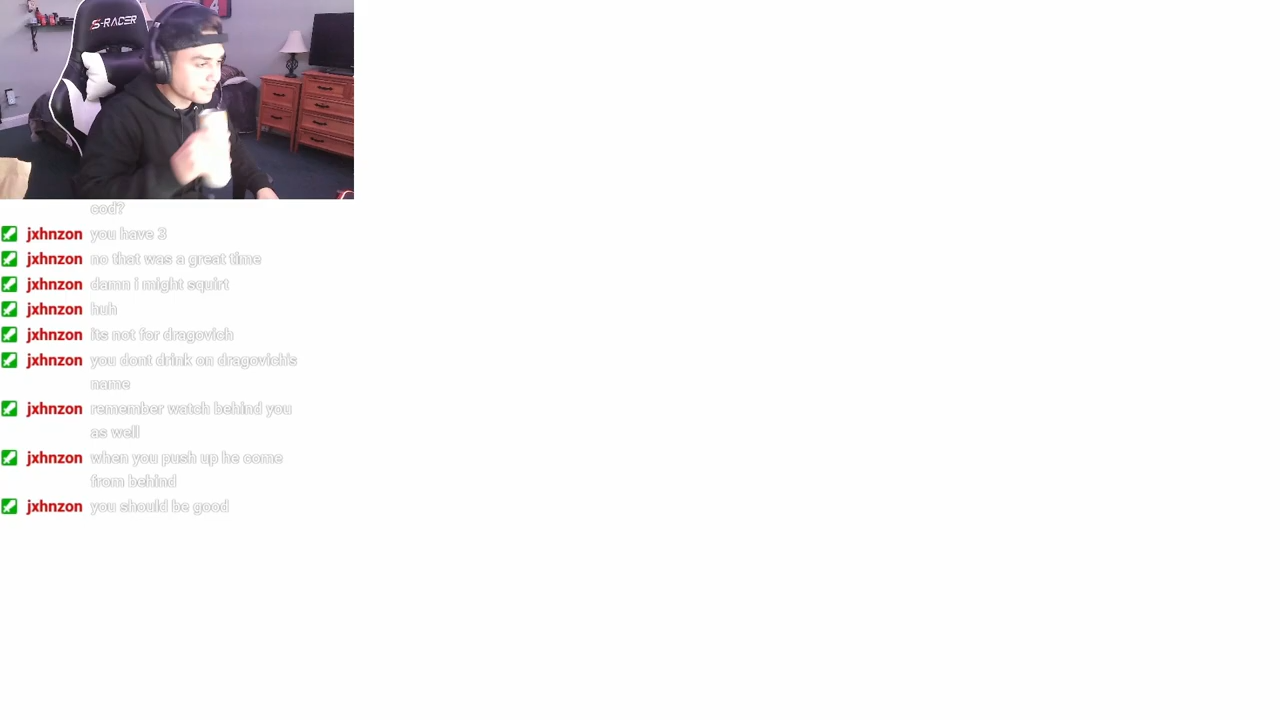 S-RACER
cod?
jxhnzon you have 3
jxhnzon no that was a great time
jxhnzon damn i might squirt
jxhnzon huh
jxhnzon its not for dragovich
jxhnzon you dont drink on dragovichis
name
jxhnzon remember watch behind you
as well
jxhnzon when you push up he come
from behind
jxhnzon you should be good